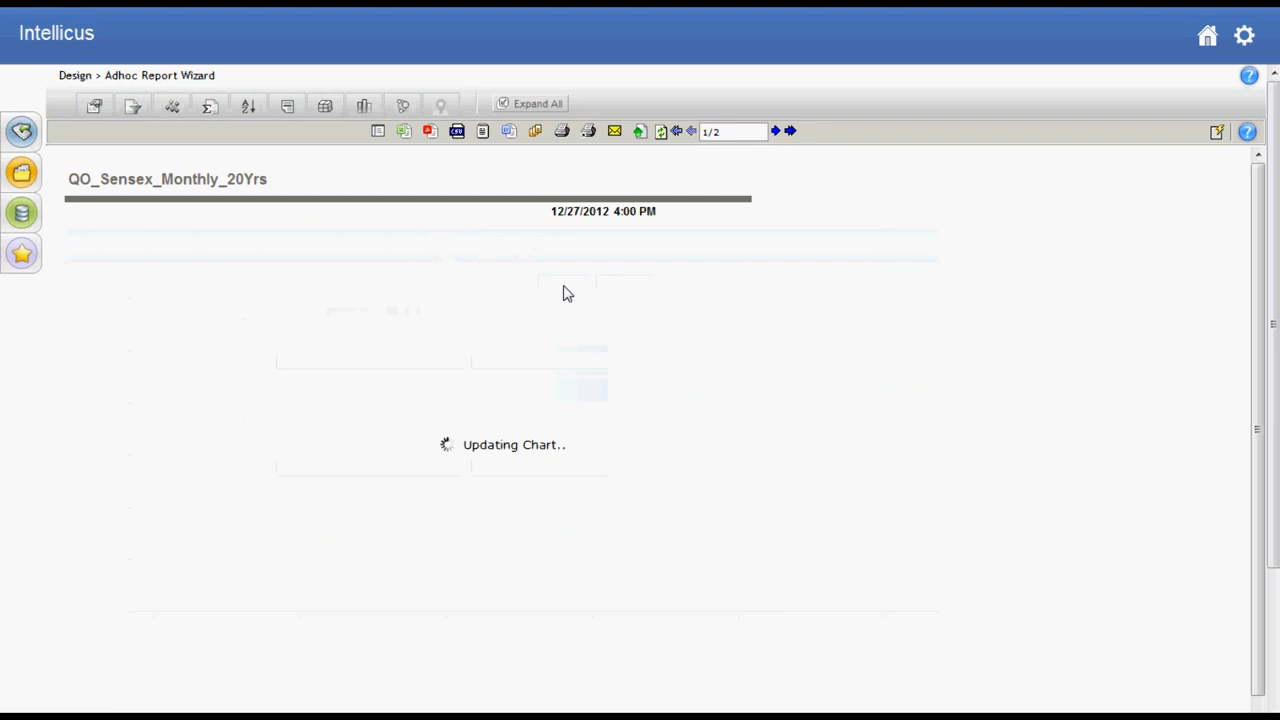 Intellicus
Design > Adhoc Report Wizard
Expand All
1/2
QO_Sensex_Monthly_20Yrs
12/27/2012 4:00 PM
Updating Chart..